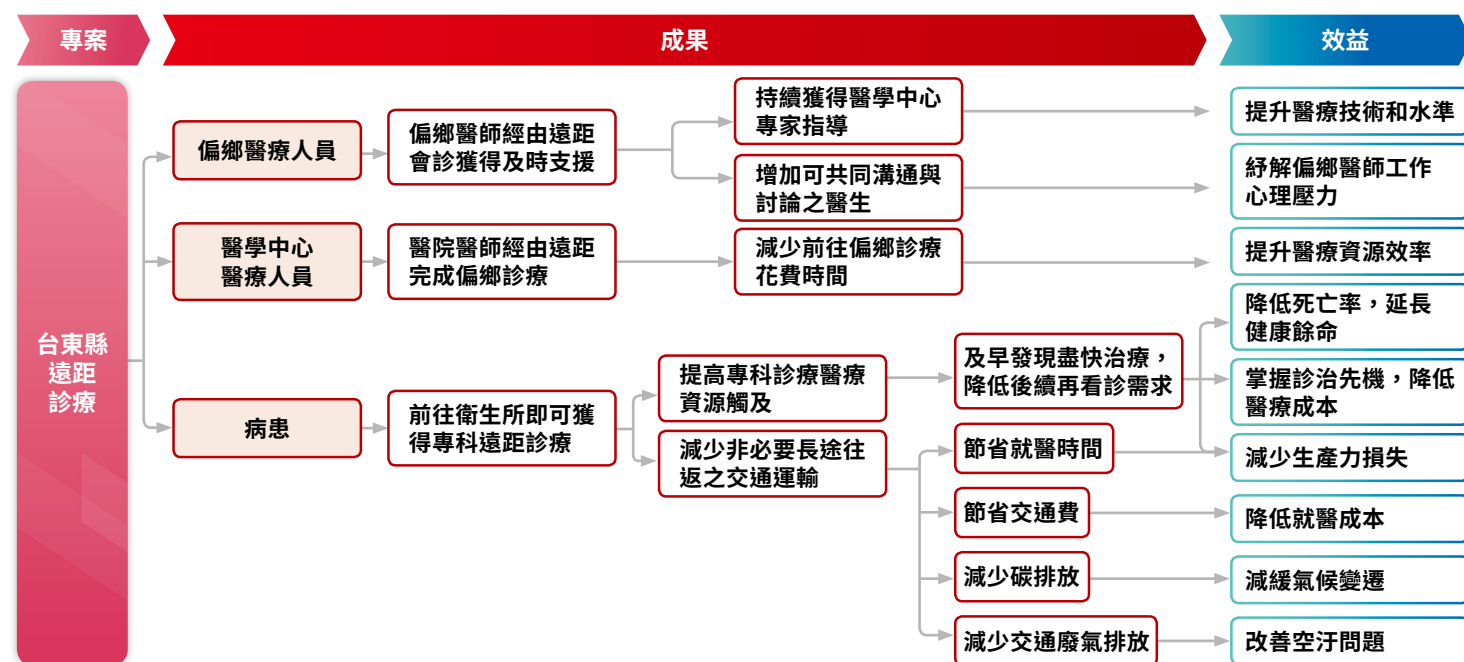 專案
成果
效益
台東縣
遠距
診療
偏鄉醫療人員
偏鄉醫師經由遠距
會診獲得及時支援
持續獲得醫學中心
專家指導
提升醫療技術和水準
增加可共同溝通與
討論之醫生
紓解偏鄉醫師工作
心理壓力
醫學中心
醫療人員
醫院醫師經由遠距
完成偏鄉診療
減少前往偏鄉診療
花費時間
提升醫療資源效率
病患
前往衛生所即可獲
得專科遠距診療
提高專科診療醫療
資源觸及
及早發現盡快治療，
降低後續再看診需求
降低死亡率，延長
健康餘命
掌握診治先機，降低
醫療成本
減少非必要長途往
返之交通運輸
節省就醫時間
減少生產力損失
節省交通費
降低就醫成本
減少碳排放
減緩氣候變遷
減少交通廢氣排放
改善空汙問題